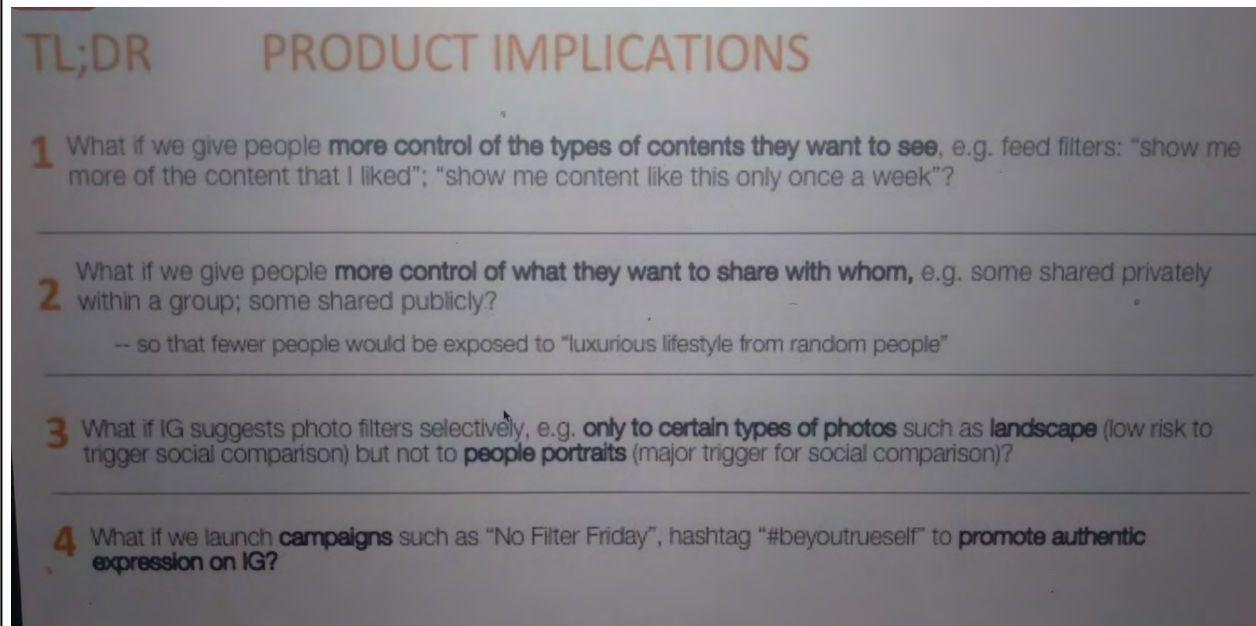 TL;DR PRODUCT IMPLICATIONS
1 What if we give people more control of the types of contents they want to see, e.g. feed filters: “show me
more of the content that I liked”; “show me content like this only once a week”?
What if we give people more control of what they want to share with whom, e.g. some shared privately
2 within a group; some shared publicly?
-- so that fewer people would be exposed to “luxurious lifestyle from random people”
3 What if IG suggests photo filters selectively, e.g. only to certain types of photos such as landscape (low risk to
trigger social comparison) but not to people portraits (major trigger for social comparison)?
4 What if we launch campaigns such as “No Filter Friday”, hashtag “#beyoutrueself” to promote authentic
expression on IG?